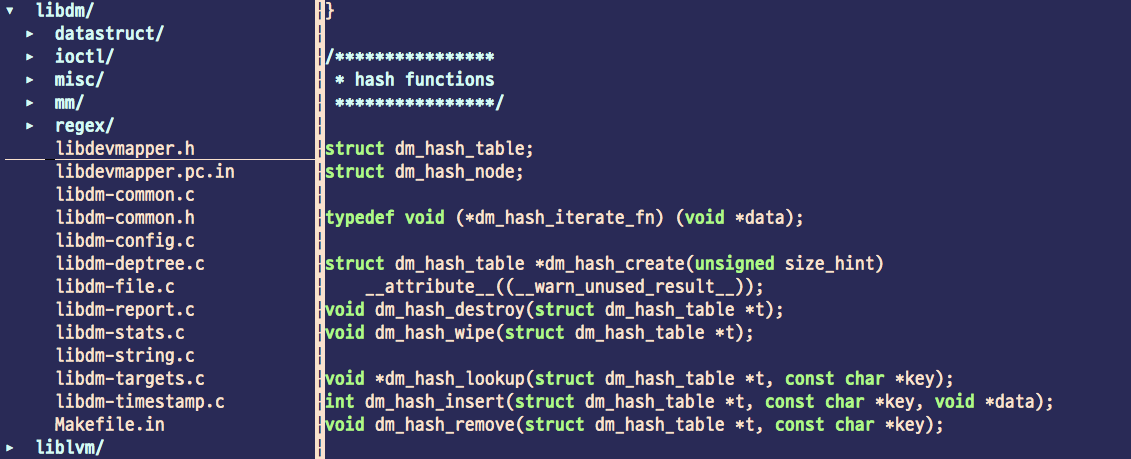 ▾ libdm/
▸ datastruct/
▸ ioctl/
▸ misc/
▸ mm/
▸ regex/
libdevmapper.h
libdevmapper.pc.in
libdm-common.c
libdm-common.h
libdm-config.c
libdm-deptree.c
libdm-file.c
libdm-report.c
libdm-stats.c
libdm-string.c
libdm-targets.c
libdm-timestamp.c
Makefile.in
▸ liblvm/
}
/****************
 * hash functions
 ****************/
struct dm_hash_table;
struct dm_hash_node;
typedef void (*dm_hash_iterate_fn) (void *data);
struct dm_hash_table *dm_hash_create(unsigned size_hint)
    __attribute__((__warn_unused_result__));
void dm_hash_destroy(struct dm_hash_table *t);
void dm_hash_wipe(struct dm_hash_table *t);
void *dm_hash_lookup(struct dm_hash_table *t, const char *key);
int dm_hash_insert(struct dm_hash_table *t, const char *key, void *data);
void dm_hash_remove(struct dm_hash_table *t, const char *key);